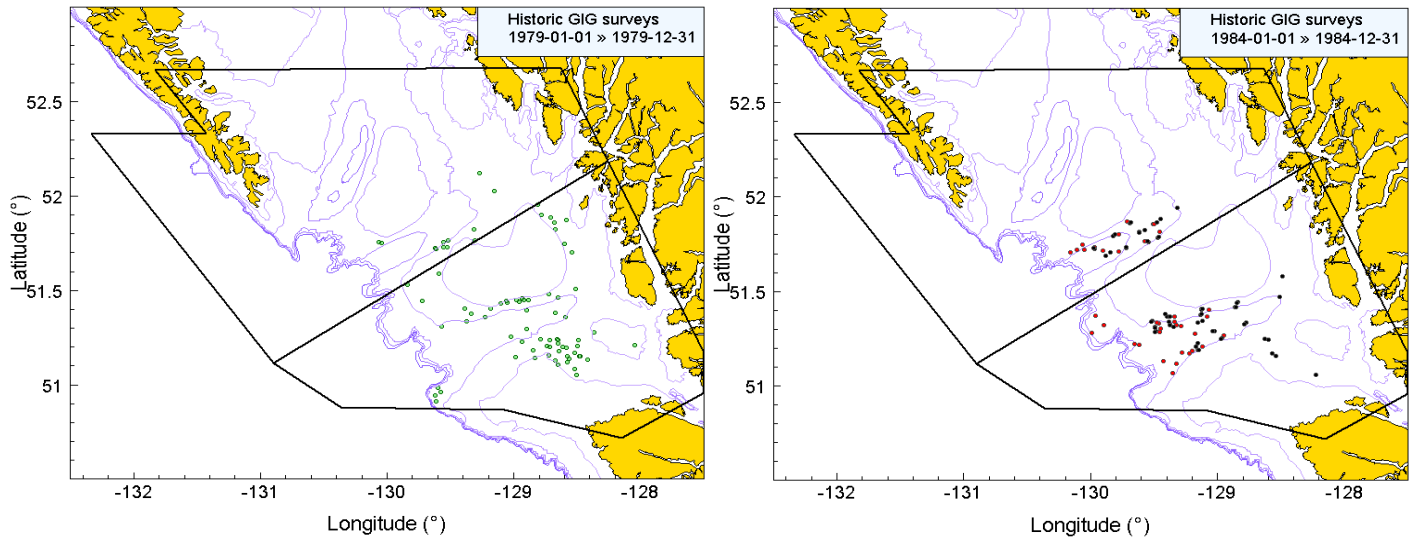 Historic GIG surveys
1979-01-01 » 1979-12-31
52.5
52
51.5
51
Latitude (°)
-132
-131
-130
-129
-128
Longitude (°)
Historic GIG surveys
1984-01-01 » 1984-12-31
52.5
52
51.5
51
Latitude (°)
-132
-131
-130
-129
-128
Longitude (°)